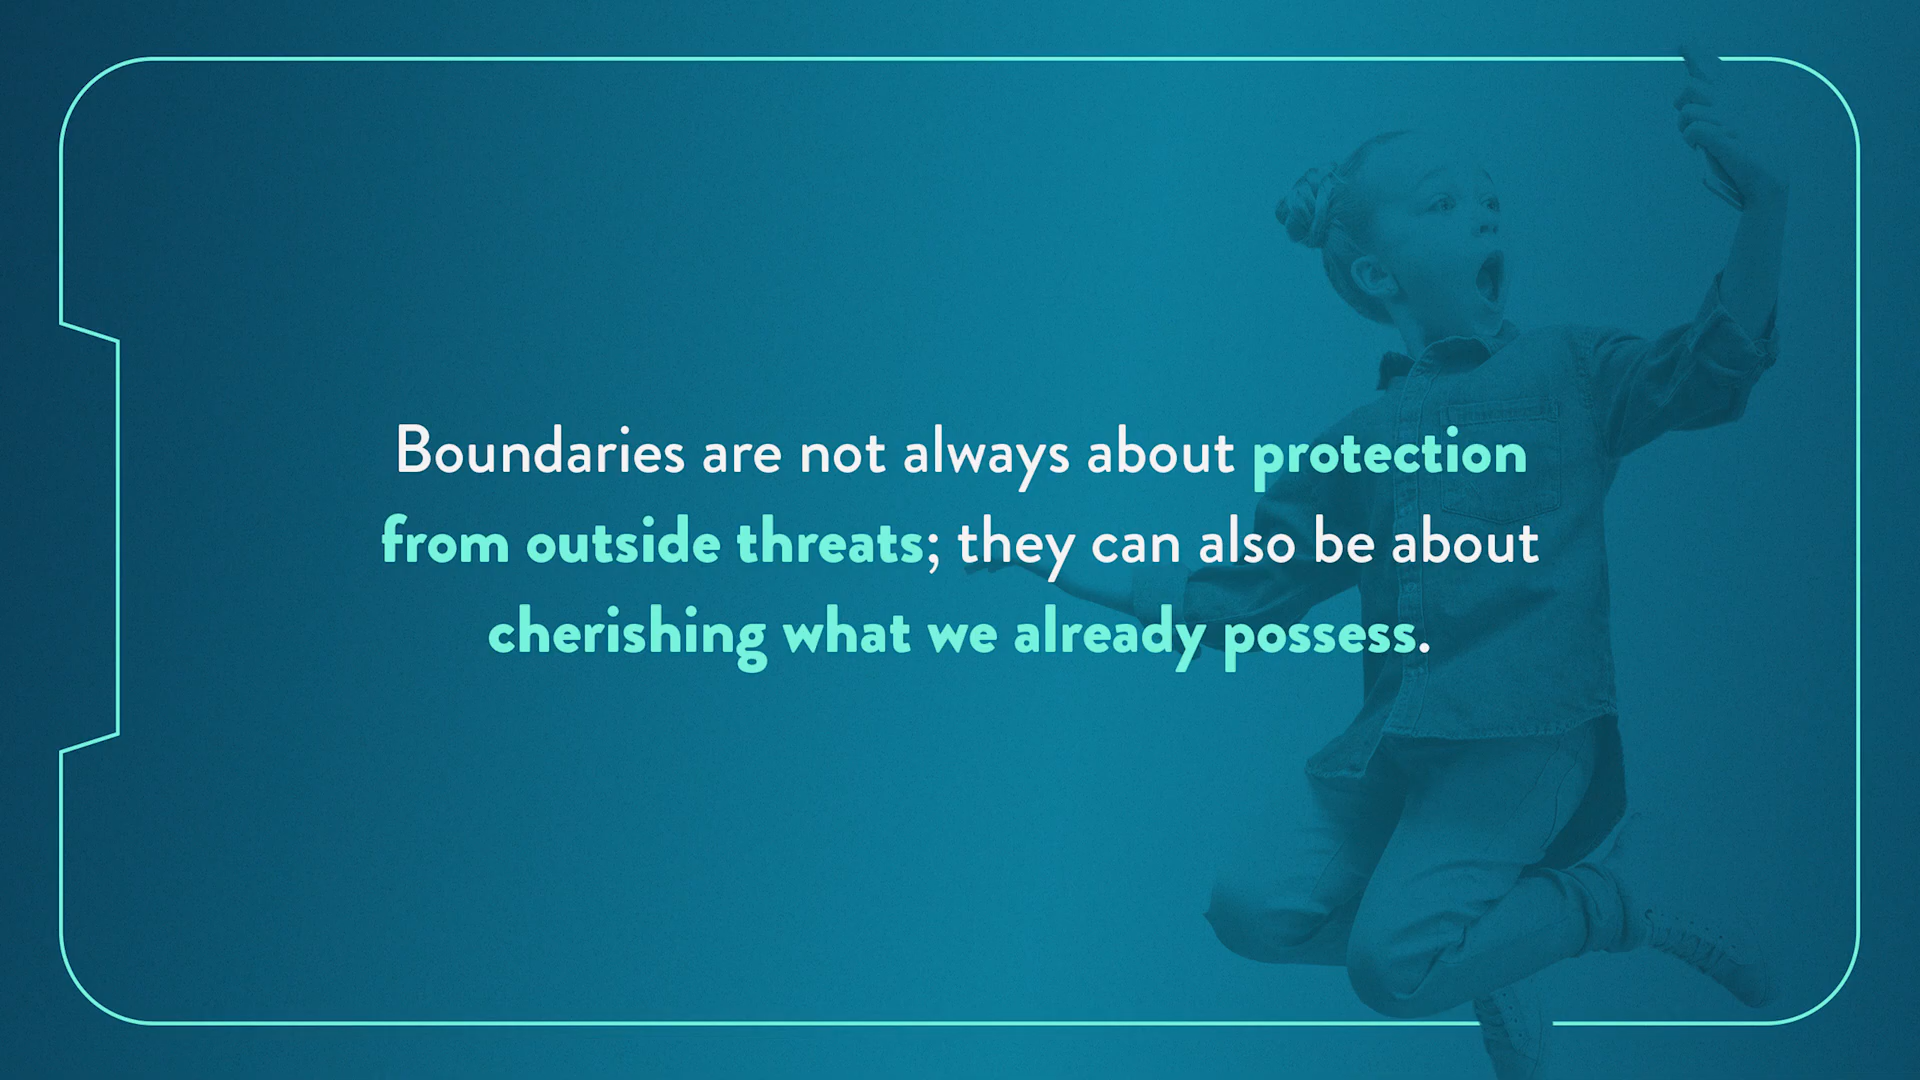 Boundaries are not always about protection
from outside threats; they can also be about
cherishing what we already possess.